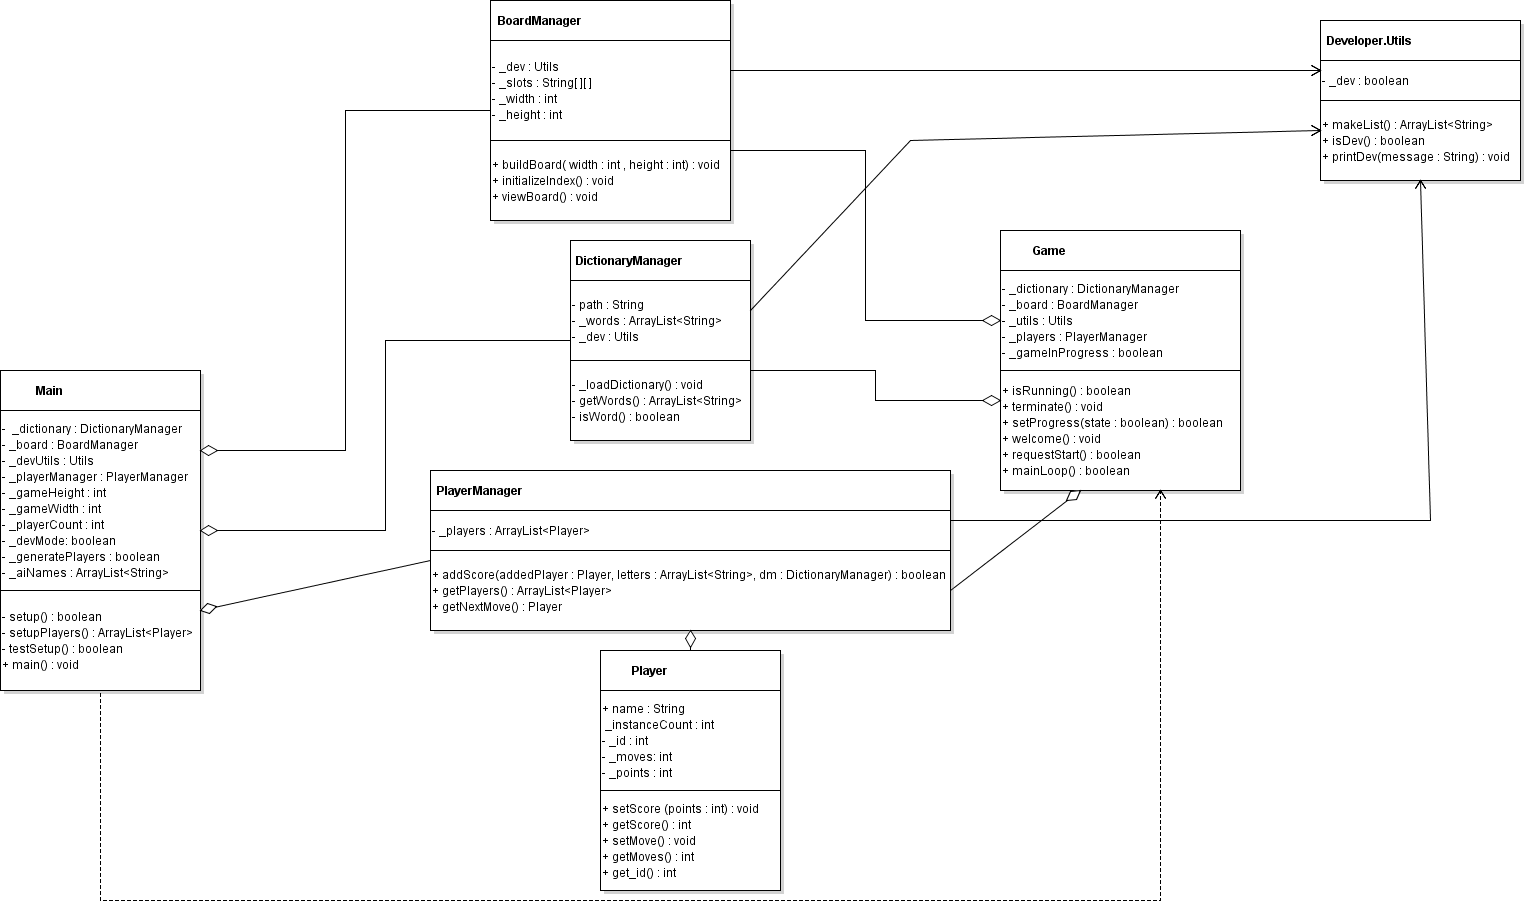 BoardManager
- _dev : Utils
- _slots : String[ ][ ]
- _width : int
- _height : int
+ buildBoard( width : int , height : int) : void
+ initializeIndex() : void
+ viewBoard() : void
Developer.Utils
- _dev : boolean
+ makeList() : ArrayList<String>
+ isDev() : boolean
+ printDev(message : String) : void
DictionaryManager
- path : String
- _words : ArrayList<String>
- _dev : Utils
- _loadDictionary() : void
- getWords() : ArrayList<String>
- isWord() : boolean
Game
- _dictionary : DictionaryManager
- _board : BoardManager
- _utils : Utils
- _players : PlayerManager
- _gameInProgress : boolean
+ isRunning() : boolean
+ terminate() : void
+ setProgress(state : boolean) : boolean
+ welcome() : void
+ requestStart() : boolean
+ mainLoop() : boolean
Main
- _dictionary : DictionaryManager
- _board : BoardManager
- _devUtils : Utils
- _playerManager : PlayerManager
- _gameHeight : int
- _gameWidth : int
- _playerCount : int
- _devMode: boolean
- _generatePlayers : boolean
- _aiNames : ArrayList<String>
- setup() : boolean
- setupPlayers() : ArrayList<Player>
- testSetup() : boolean
+ main() : void
PlayerManager
- _players : ArrayList<Player>
+ addScore(addedPlayer : Player, letters : ArrayList<String>, dm : DictionaryManager) : boolean
+ getPlayers() : ArrayList<Player>
+ getNextMove() : Player
Player
+ name : String
_instanceCount : int
- _id : int
- _moves: int
- _points : int
+ setScore (points : int) : void
+ getScore() : int
+ setMove() : void
+ getMoves() : int
+ get_id() : int